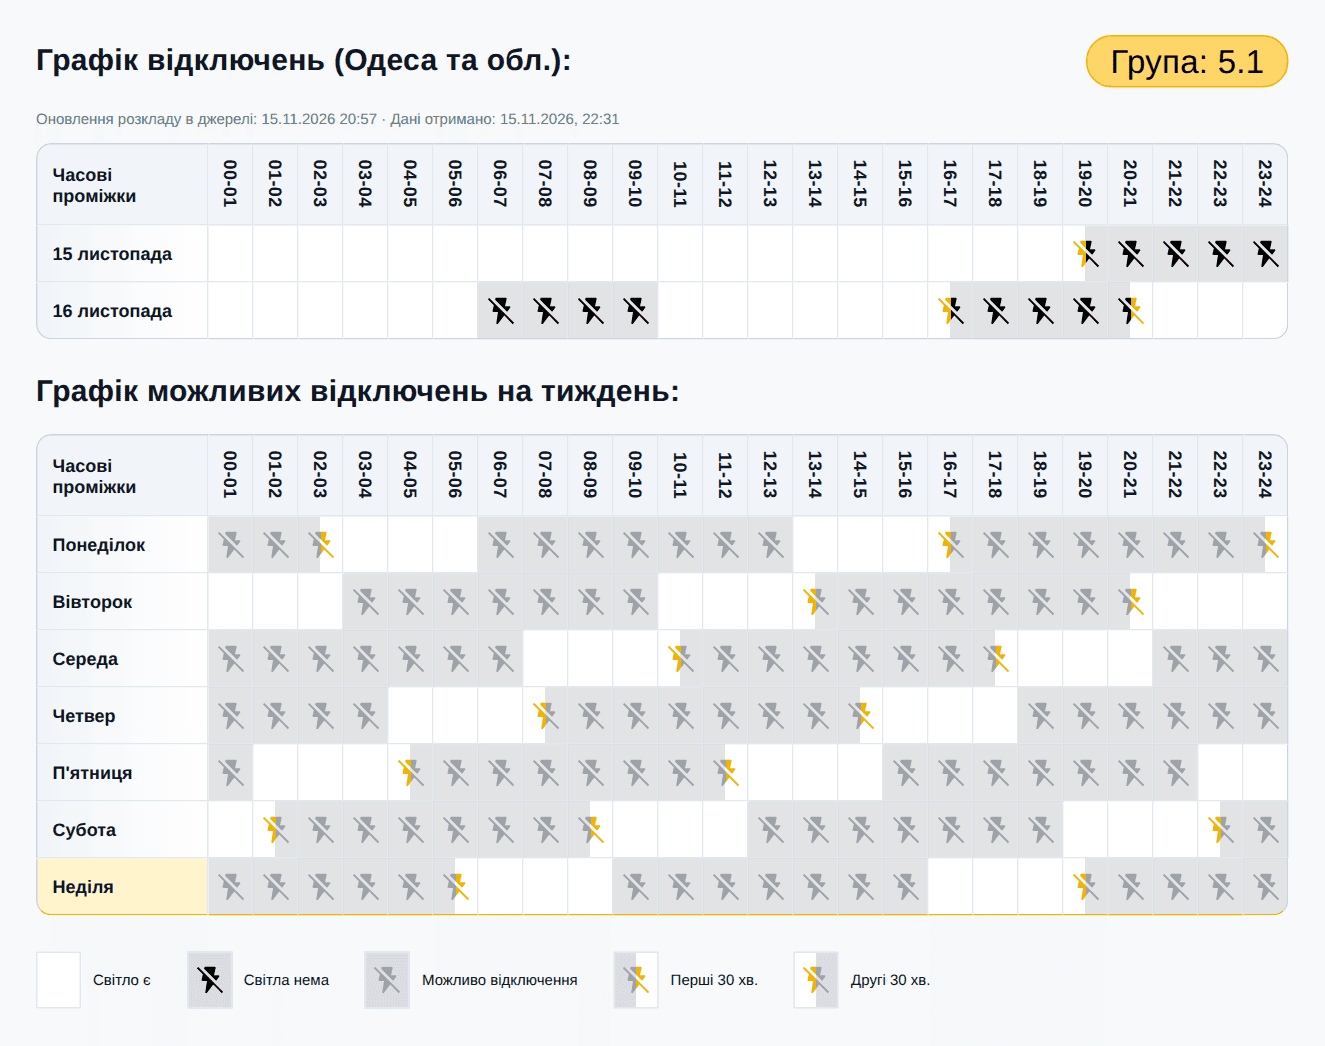 Графік відключень (Одеса та обл.):
Група: 5.1
Оновлення розкладу в джерелі: 15.11.2026 20:57 · Дані отримано: 15.11.2026, 22:31
Часові проміжки 00-01 01-02 02-03 03-04 04-05 05-06 06-07 07-08 08-09 09-10 10-11 11-12 12-13 13-14 14-15 15-16 16-17 17-18 18-19 19-20 20-21 21-22 22-23 23-24
15 листопада
16 листопада
Графік можливих відключень на тиждень:
Часові проміжки 00-01 01-02 02-03 03-04 04-05 05-06 06-07 07-08 08-09 09-10 10-11 11-12 12-13 13-14 14-15 15-16 16-17 17-18 18-19 19-20 20-21 21-22 22-23 23-24
Понеділок
Вівторок
Середа
Четвер
П'ятниця
Субота
Неділя
Світло є Світла нема Можливо відключення Перші 30 хв. Другі 30 хв.